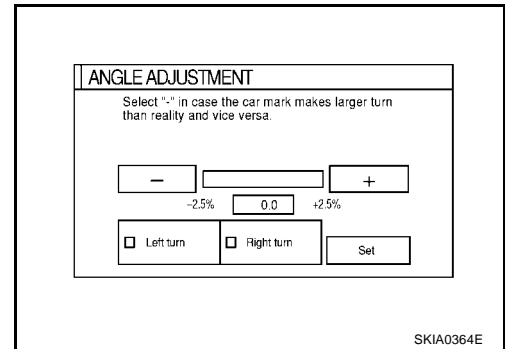 ANGLE ADJUSTMENT
Select "-" in case the car mark makes larger turn
than reality and vice versa.
− +
−2.5% 0.0 +2.5%
Left turn Right turn Set
SKIA0364E